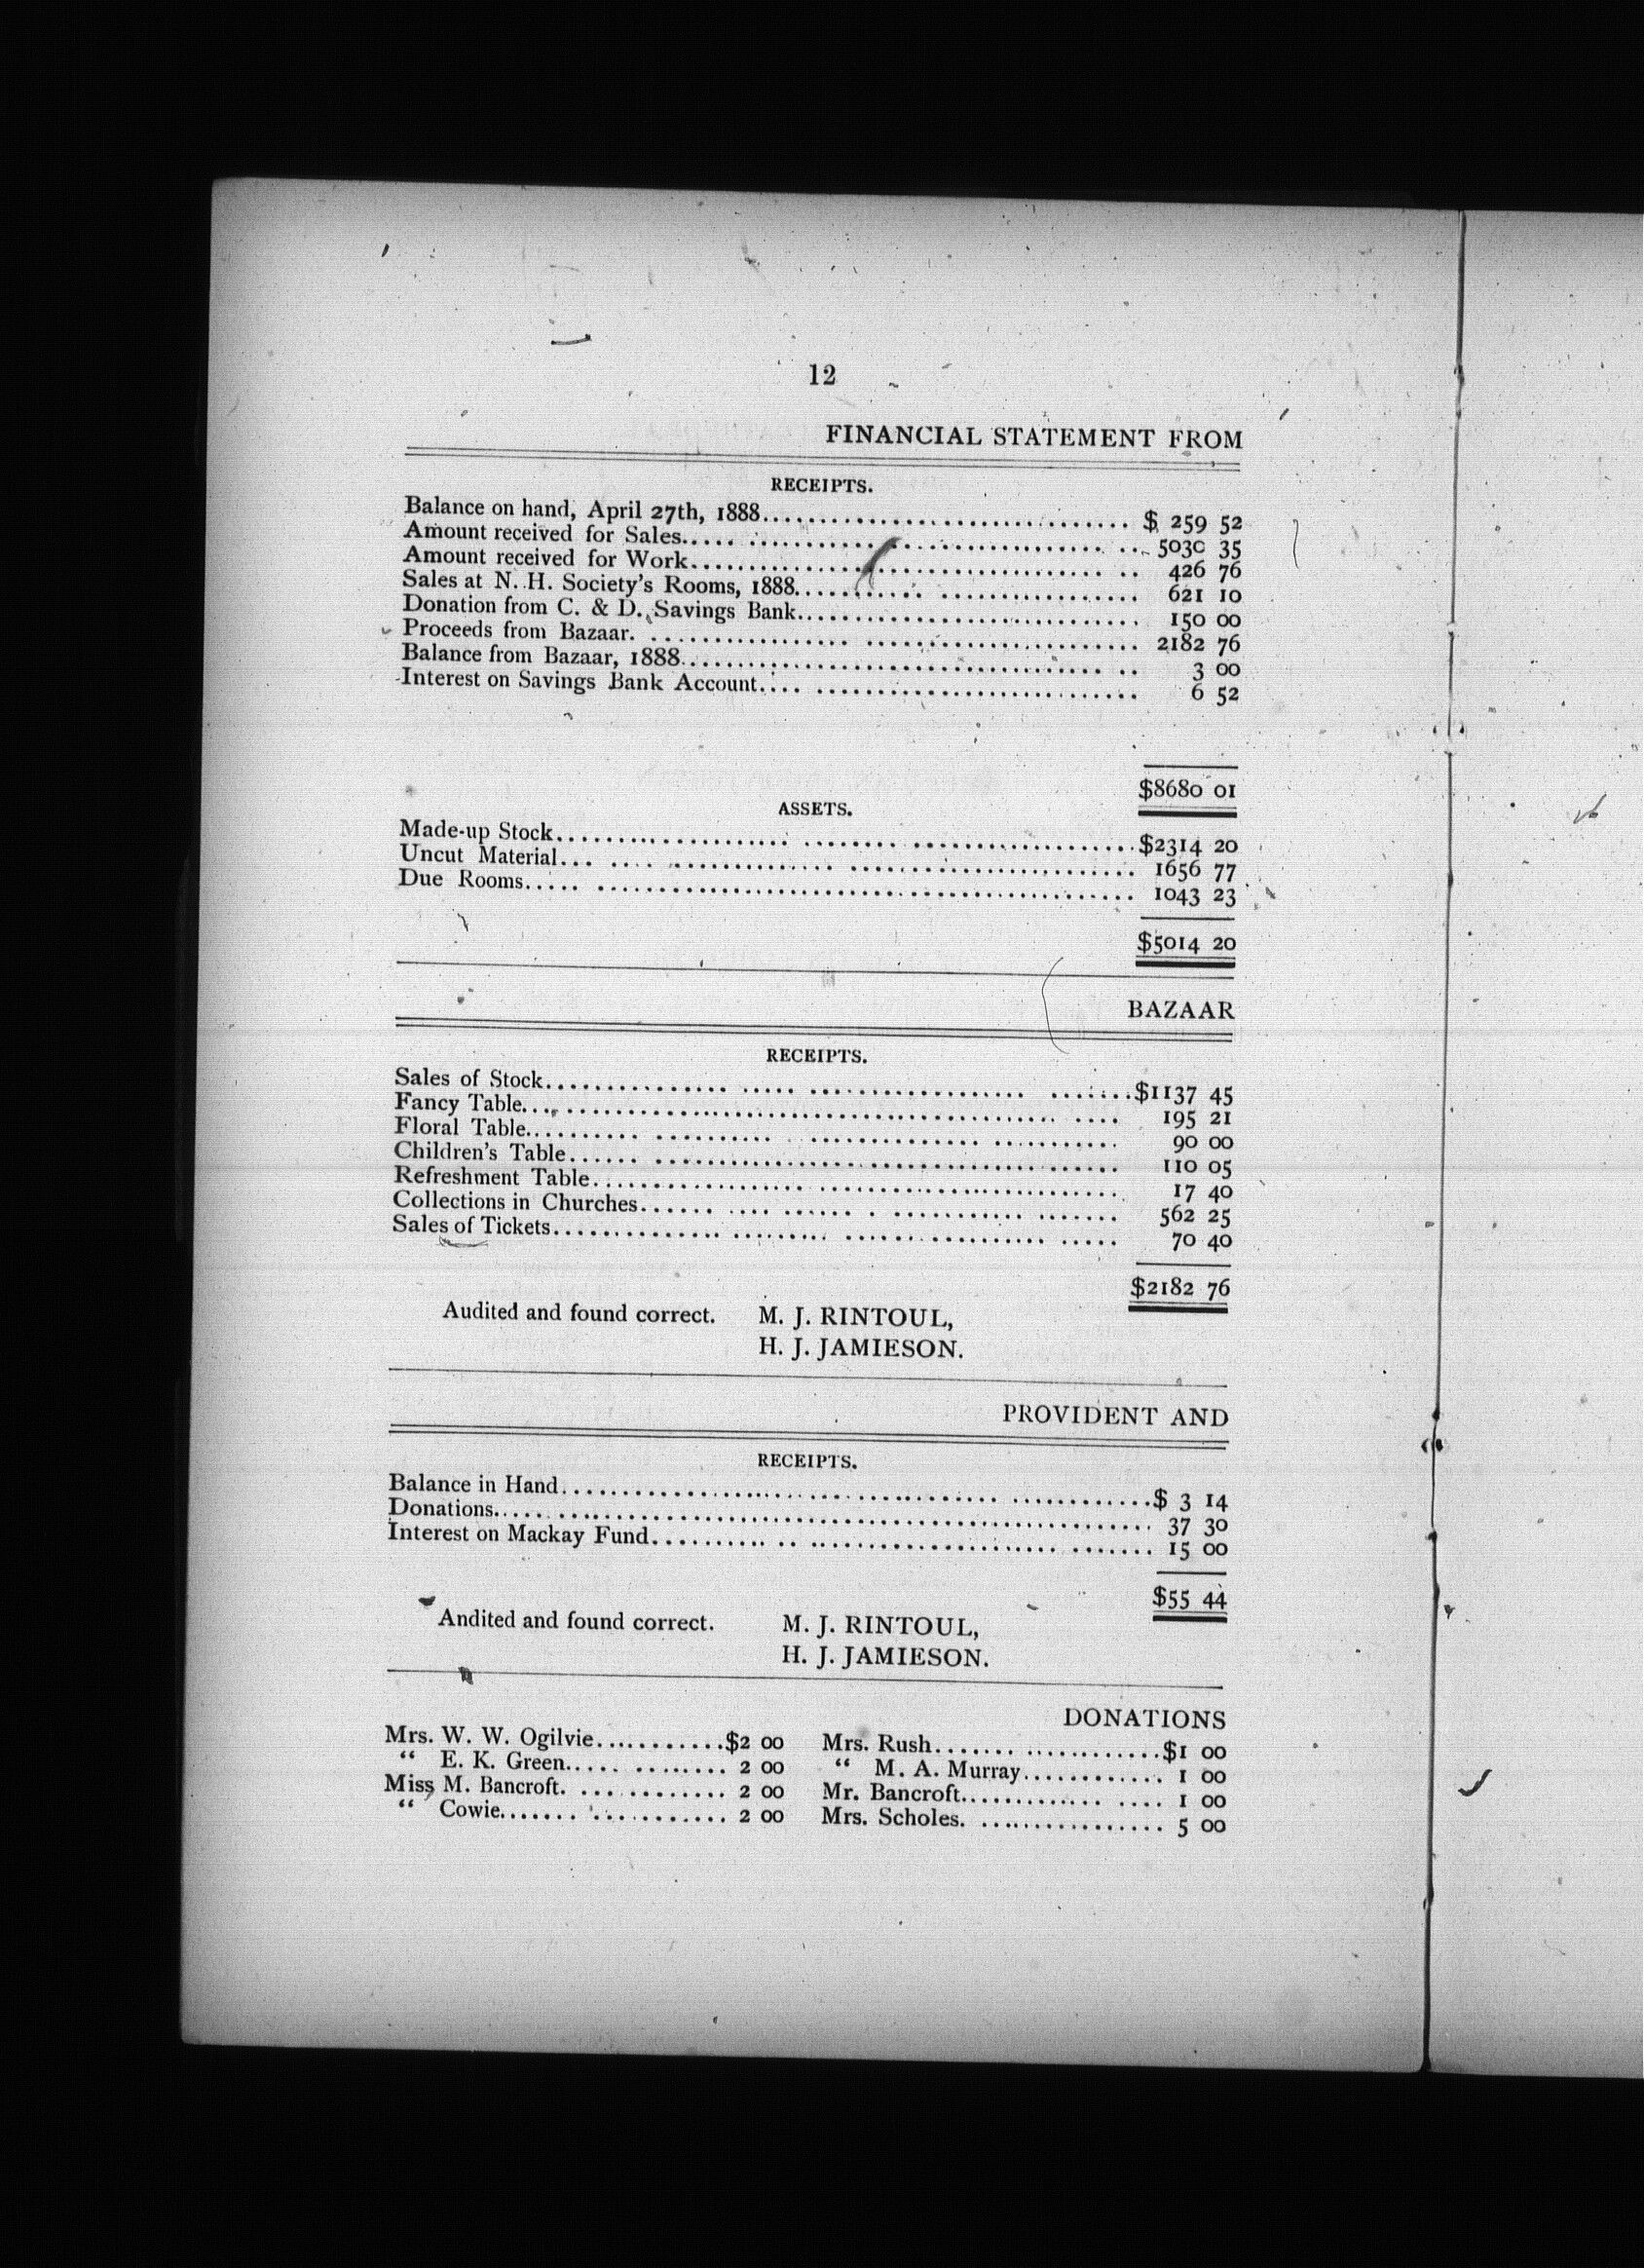 12
FINANCIAL STATEMENT FROM
RECEIPTS.
Balance on hand, April 27th, 1888.......... $ 259 52
Amount received for Sales.......... 5030 35
Amount received for Work.......... 426 76
Sales at N. H. Society's Rooms, 1888.......... 621 10
Donation from C. & D. Savings Bank.......... 150 00
Proceeds from Bazaar. .......... 2182 76
Balance from Bazaar, 1888.......... 3 00
Interest on Savings Bank Account.......... 6 52
$8680 01
ASSETS.
Made-up Stock.......... $2314 20
Uncut Material.......... 1656 77
Due Rooms.......... 1043 23
$5014 20
BAZAAR
RECEIPTS.
Sales of Stock.......... $1137 45
Fancy Table.......... 195 21
Floral Table.......... 90 00
Children's Table.......... 110 05
Refreshment Table.......... 17 40
Collections in Churches.......... 562 25
Sales of Tickets.......... 70 40
$2182 76
Audited and found correct. M. J. RINTOUL,
H. J. JAMIESON.
PROVIDENT AND
RECEIPTS.
Balance in Hand.......... $ 3 14
Donations.......... 37 30
Interest on Mackay Fund.......... 15 00
$55 44
Andited and found correct. M. J. RINTOUL,
H. J. JAMIESON.
DONATIONS
Mrs. W. W. Ogilvie.......... $2 00 Mrs. Rush.......... $1 00
“ E. K. Green.......... 2 00 “ M. A. Murray.......... 1 00
Miss M. Bancroft. .......... 2 00 Mr. Bancroft.......... 1 00
“ Cowie.......... 2 00 Mrs. Scholes. .......... 5 00